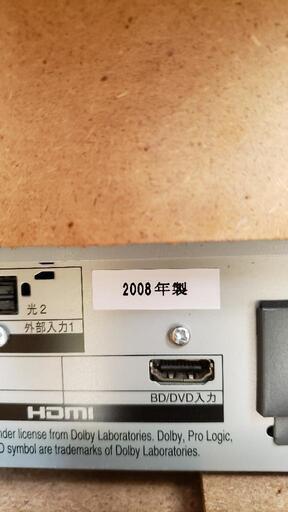 2008年製
光2
外部入力1
BD/DVD入力
HDMI
nder license from Dolby Laboratories. Dolby, Pro Logic,
D symbol are trademarks of Dolby Laboratories.